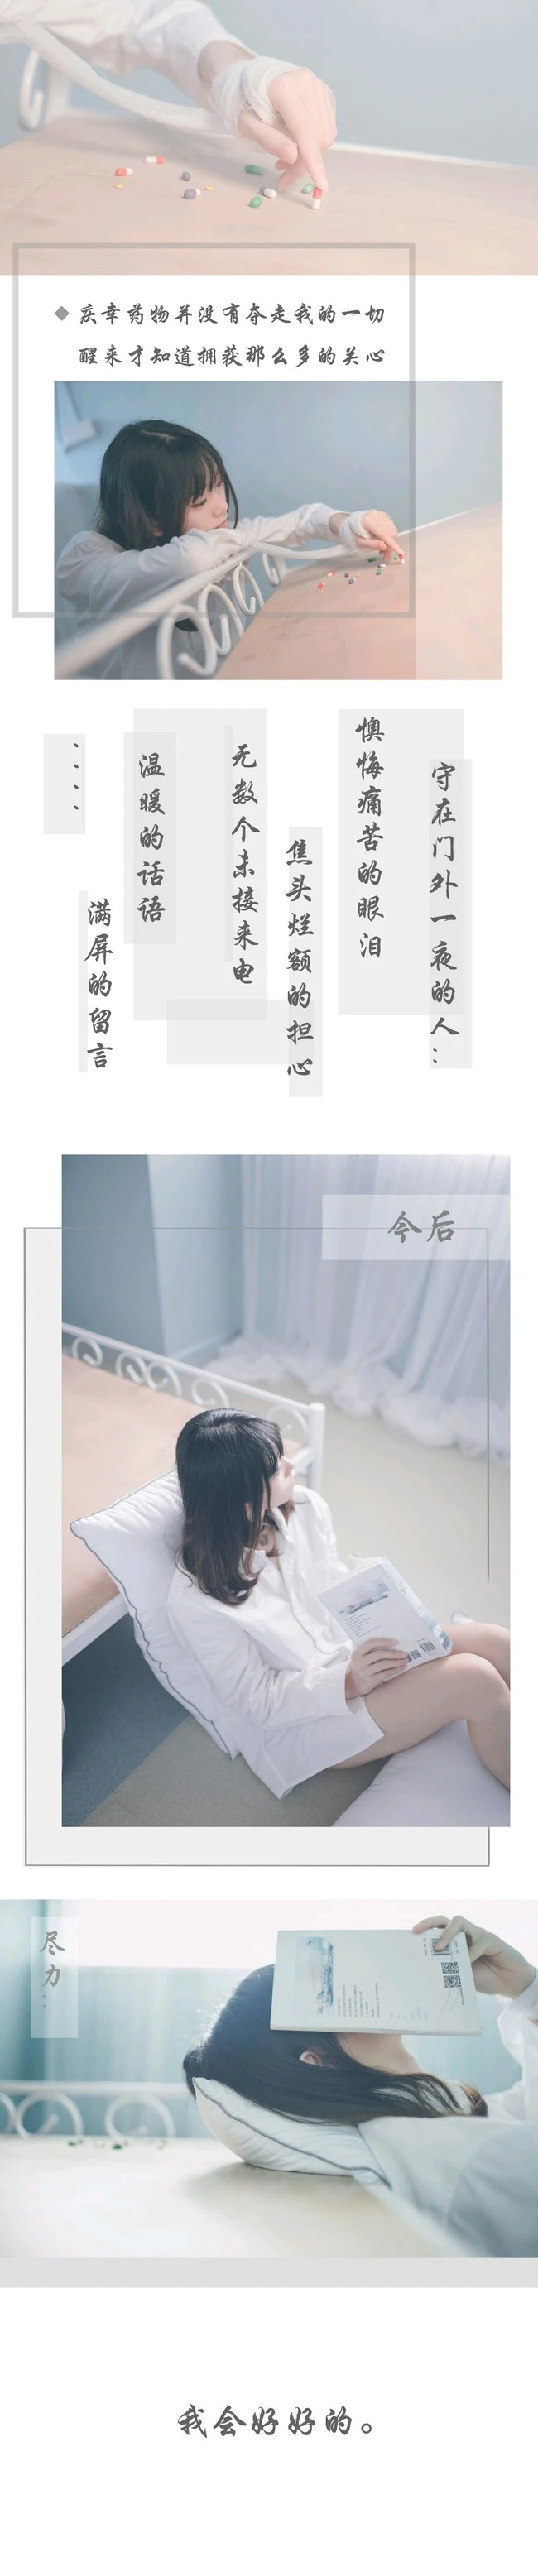 庆幸药物并没有夺走我的一切
醒来才知道拥获那么多的关心
守在门外一夜的人：
懊悔痛苦的眼泪
焦头烂额的担心
无数个未接来电
温暖的话语
满屏的留言
....
今后
尽力：
我会好好的。